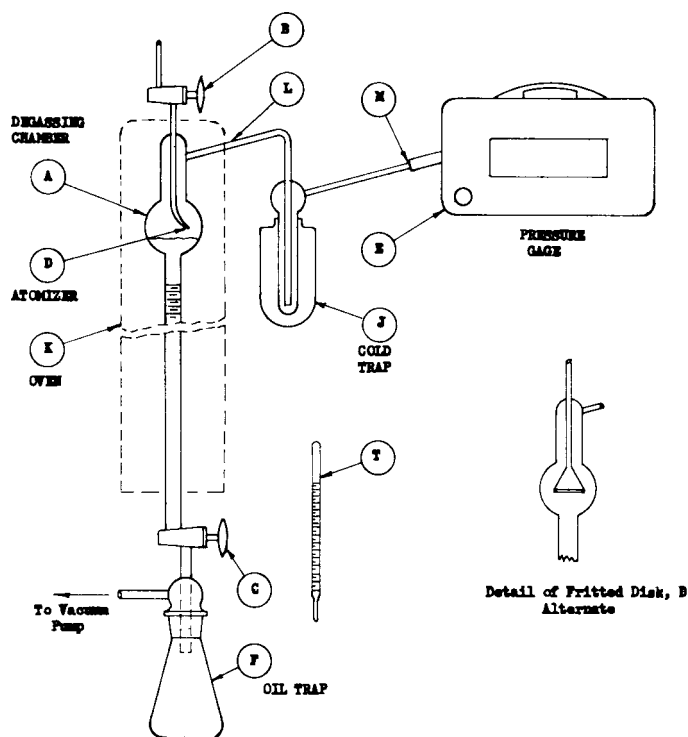 B
L
M
DEGASSING
CHAMBER
A
D
ATOMIZER
K
OVEN
E
PRESSURE
GAGE
J
COLD
TRAP
T
C
To Vacuum
Pump
F
OIL TRAP
Detail of Fritted Disk, D
Alternate